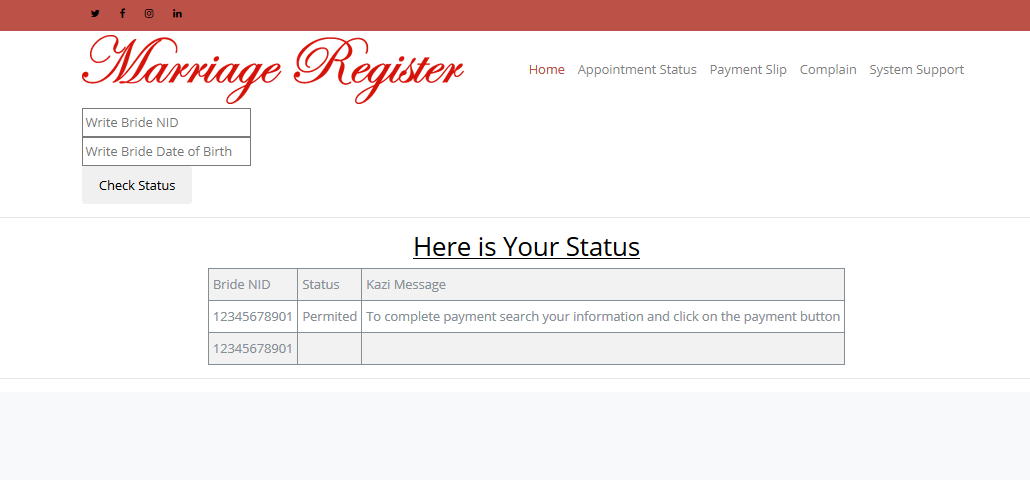 Marriage Register
Home Appointment Status Payment Slip Complain System Support
Write Bride NID
Write Bride Date of Birth
Check Status
Here is Your Status
Bride NID Status Kazi Message
12345678901 Permited To complete payment search your information and click on the payment button
12345678901